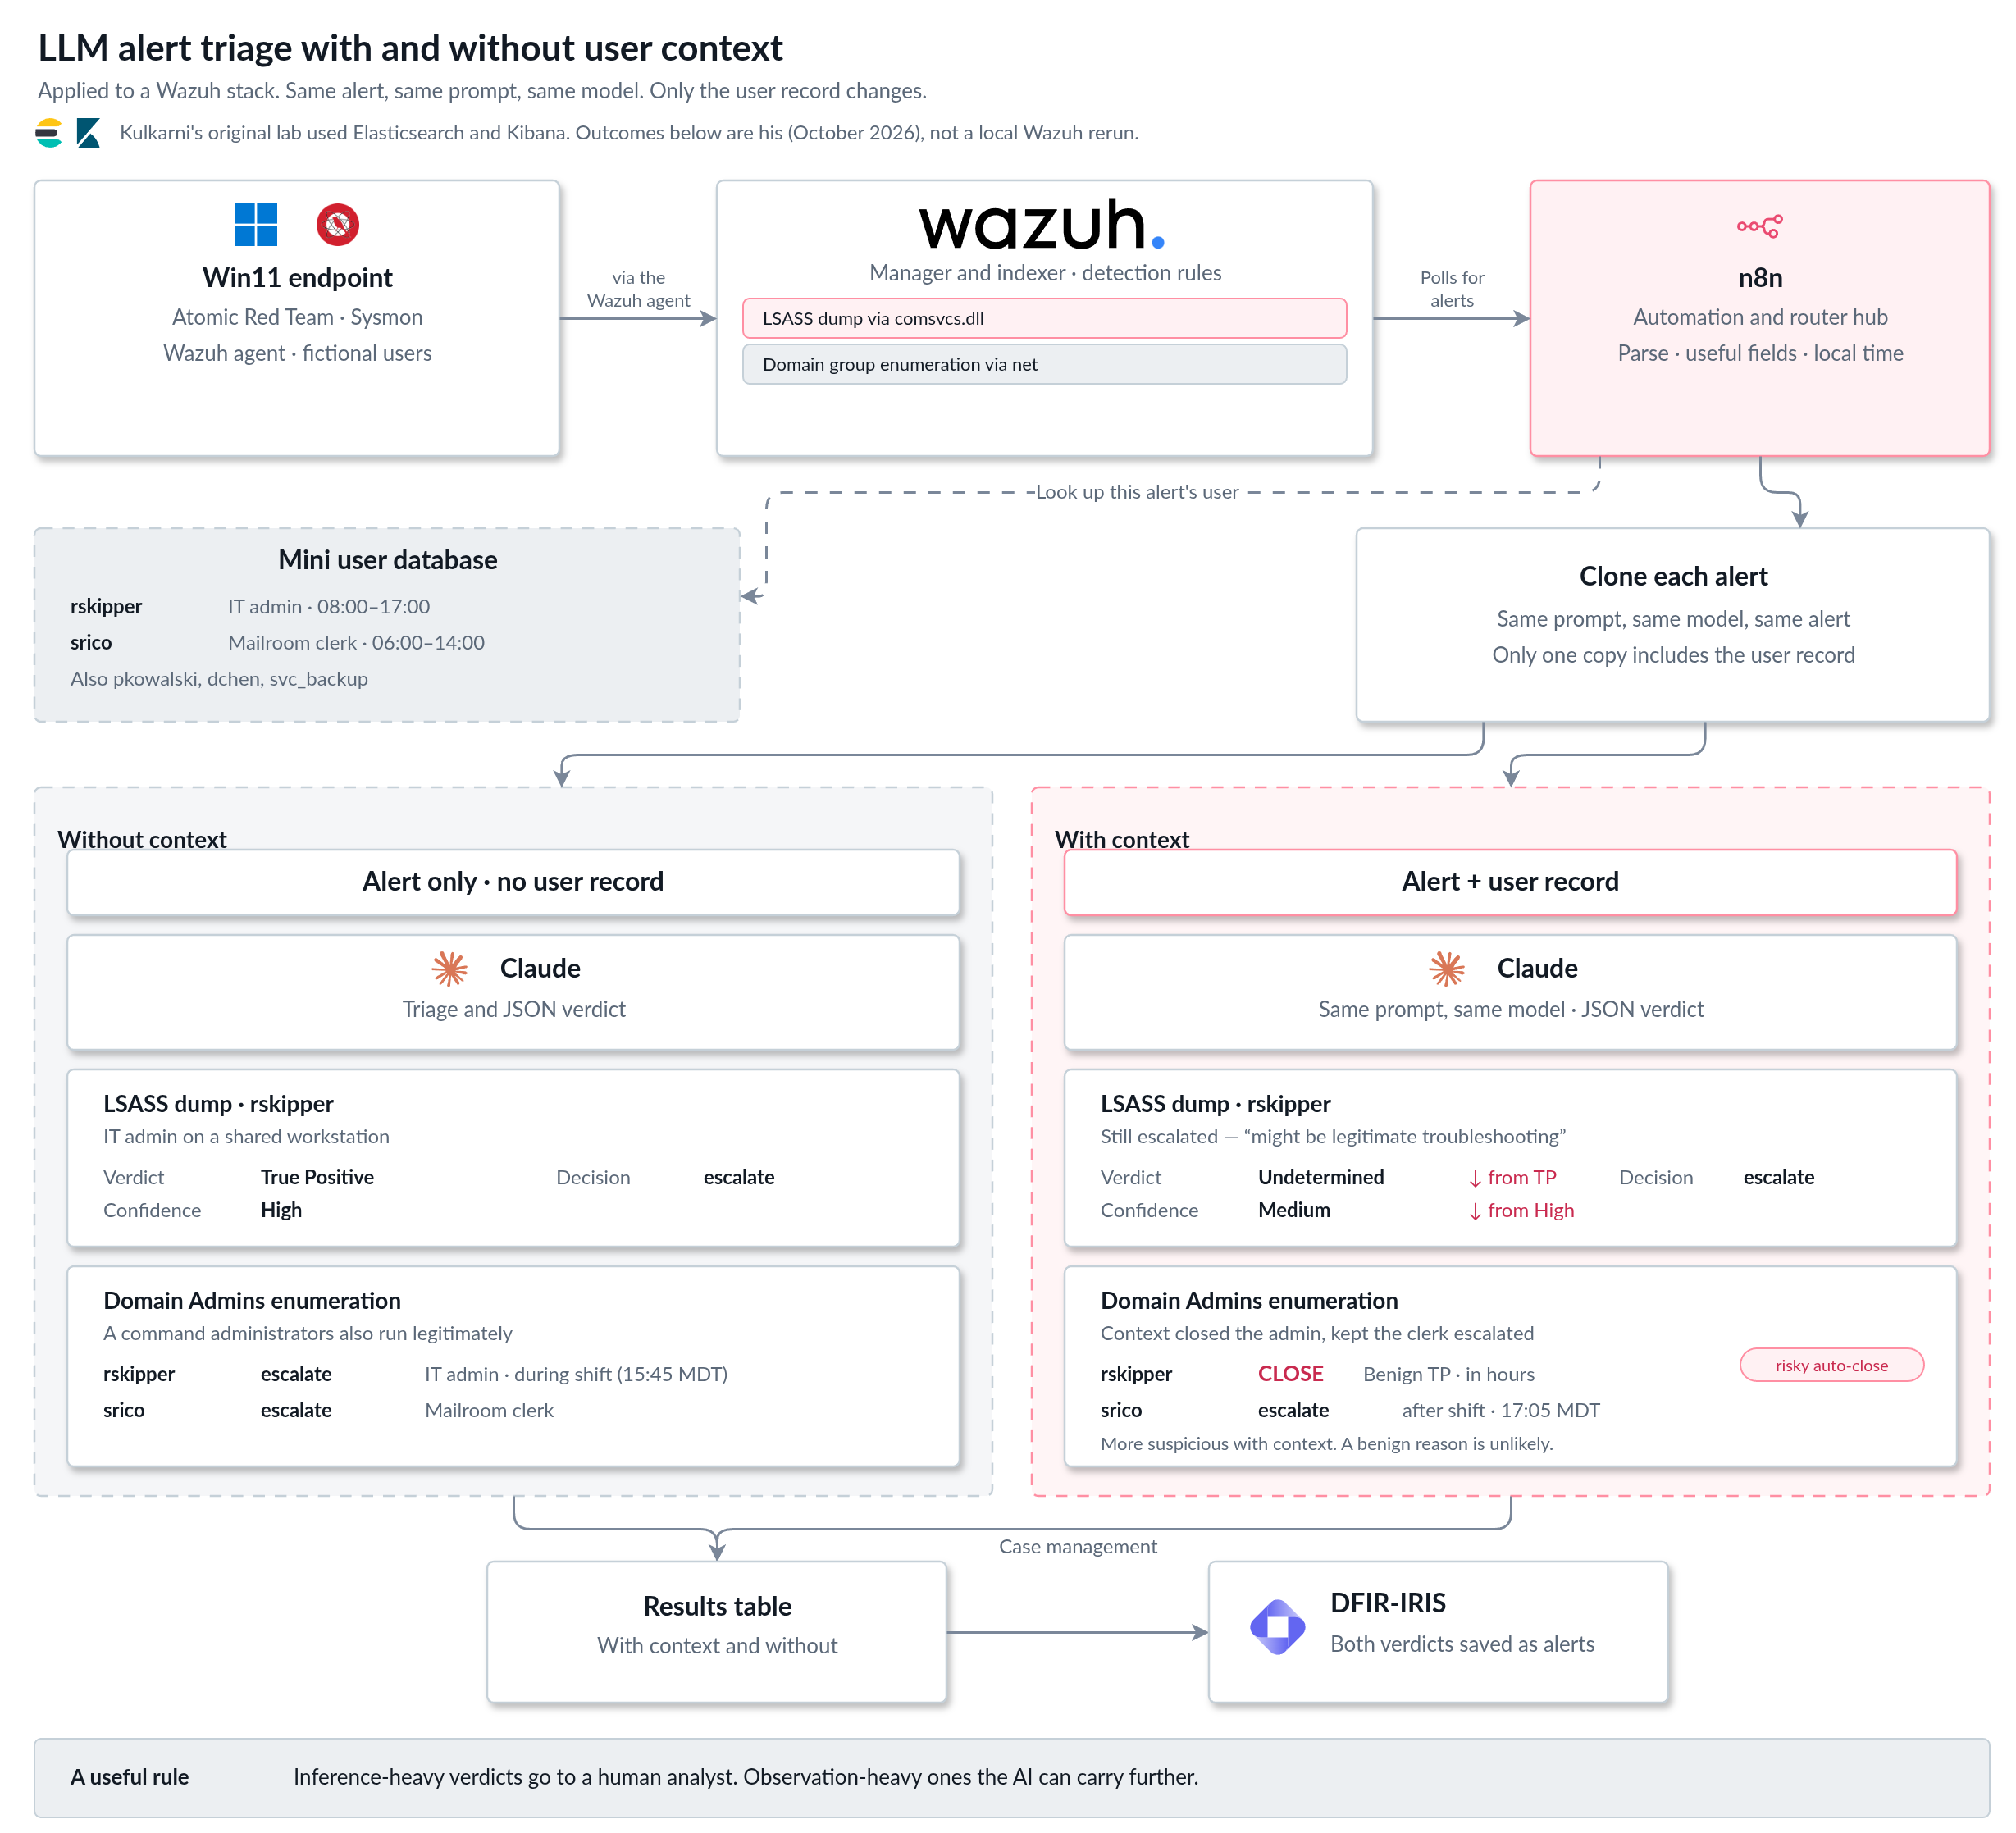 LLM alert triage with and without user context
Applied to a Wazuh stack. Same alert, same prompt, same model. Only the user record changes.
Kulkarni's original lab used Elasticsearch and Kibana. Outcomes below are his (October 2026), not a local Wazuh rerun.
Win11 endpoint
Atomic Red Team · Sysmon
Wazuh agent · fictional users
via the
Wazuh agent
wazuh.
Manager and indexer · detection rules
LSASS dump via comsvcs.dll
Domain group enumeration via net
Polls for
alerts
n8n
Automation and router hub
Parse · useful fields · local time
Look up this alert's user
Mini user database
rskipper IT admin · 08:00–17:00
srico Mailroom clerk · 06:00–14:00
Also pkowalski, dchen, svc_backup
Clone each alert
Same prompt, same model, same alert
Only one copy includes the user record
Without context
Alert only · no user record
Claude
Triage and JSON verdict
LSASS dump · rskipper
IT admin on a shared workstation
Verdict True Positive Decision escalate
Confidence High
Domain Admins enumeration
A command administrators also run legitimately
rskipper escalate IT admin · during shift (15:45 MDT)
srico escalate Mailroom clerk
With context
Alert + user record
Claude
Same prompt, same model · JSON verdict
LSASS dump · rskipper
Still escalated — “might be legitimate troubleshooting”
Verdict Undetermined ↓ from TP Decision escalate
Confidence Medium ↓ from High
Domain Admins enumeration
Context closed the admin, kept the clerk escalated
rskipper CLOSE Benign TP · in hours risky auto-close
srico escalate after shift · 17:05 MDT
More suspicious with context. A benign reason is unlikely.
Case management
Results table
With context and without
DFIR-IRIS
Both verdicts saved as alerts
A useful rule Inference-heavy verdicts go to a human analyst. Observation-heavy ones the AI can carry further.